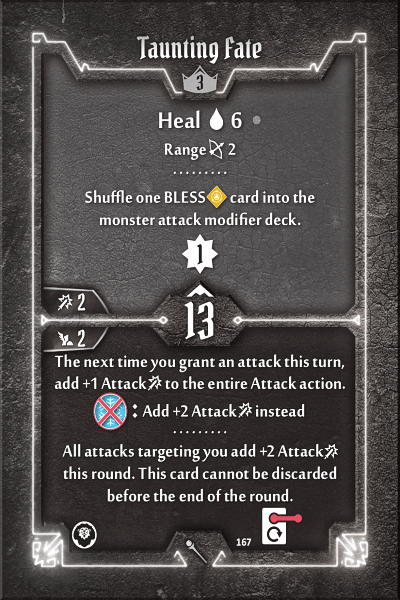 Taunting Fate
3
Heal 6
Range 2
Shuffle one BLESS card into the
monster attack modifier deck.
1
2
13
2
The next time you grant an attack this turn,
add +1 Attack to the entire Attack action.
: Add +2 Attack instead
All attacks targeting you add +2 Attack
this round. This card cannot be discarded
before the end of the round.
167